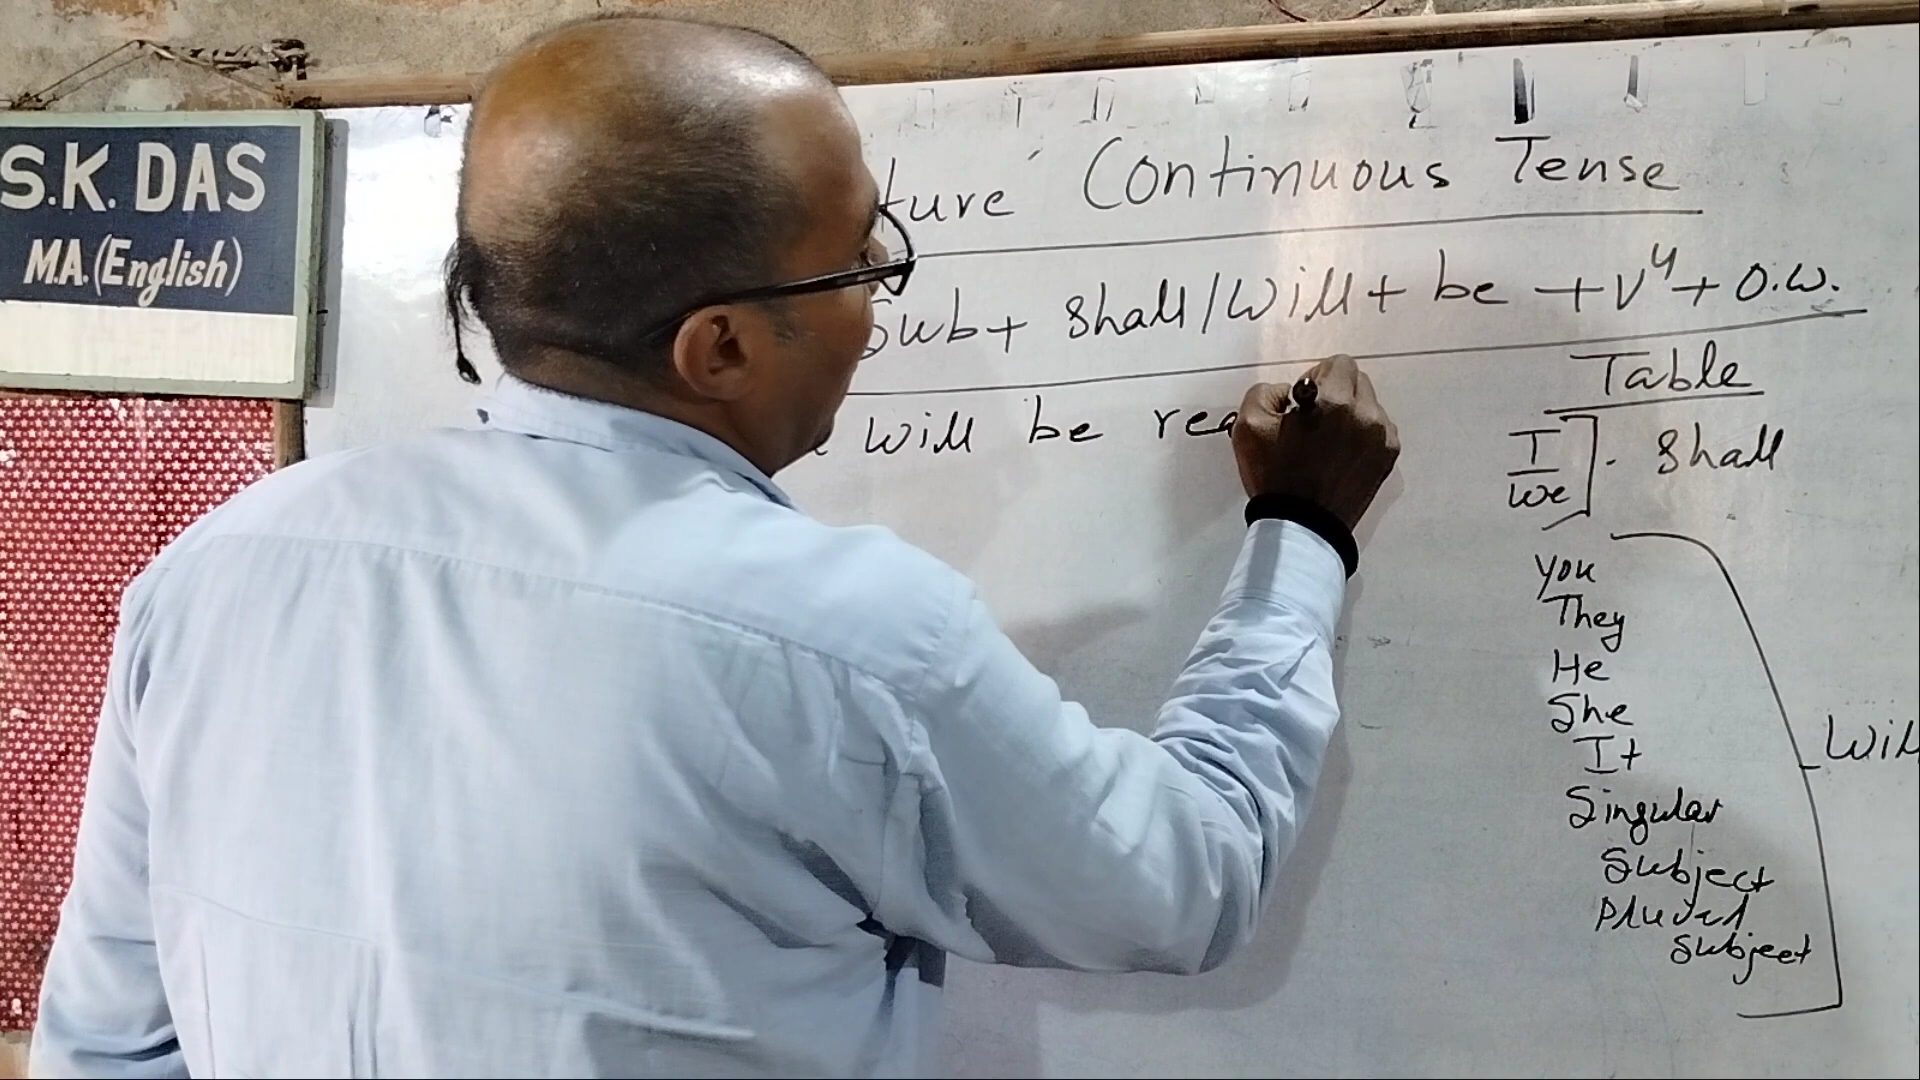 S.K. DAS
M.A. (English)
ture Continuous Tense
Sub + shall/will + be + V4 + O.W.
will be rea
Table
I
we
shall
you
They
He
She
It
Singular
Subject
Plural
Subject
Will